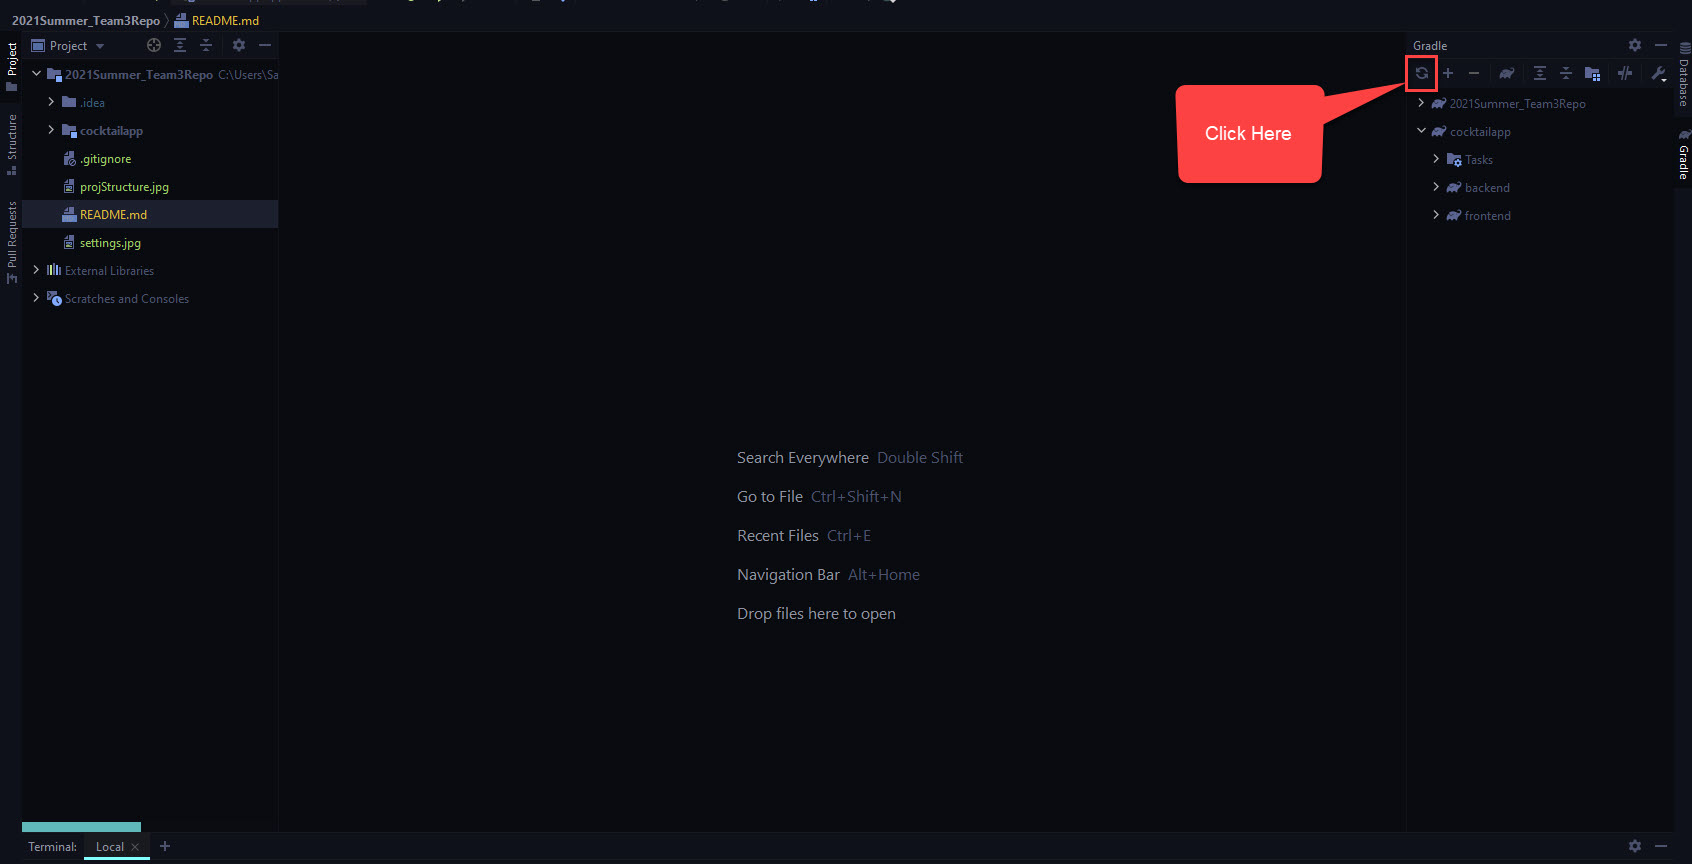 2021Summer_Team3Repo
README.md
Project
Project
2021Summer_Team3Repo C:\Users\Sa
.idea
cocktailapp
.gitignore
projStructure.jpg
README.md
settings.jpg
External Libraries
Scratches and Consoles
Structure
Pull Requests
Search Everywhere Double Shift
Go to File Ctrl+Shift+N
Recent Files Ctrl+E
Navigation Bar Alt+Home
Drop files here to open
Click Here
Gradle
2021Summer_Team3Repo
cocktailapp
Tasks
backend
frontend
Database
Gradle
Terminal: Local